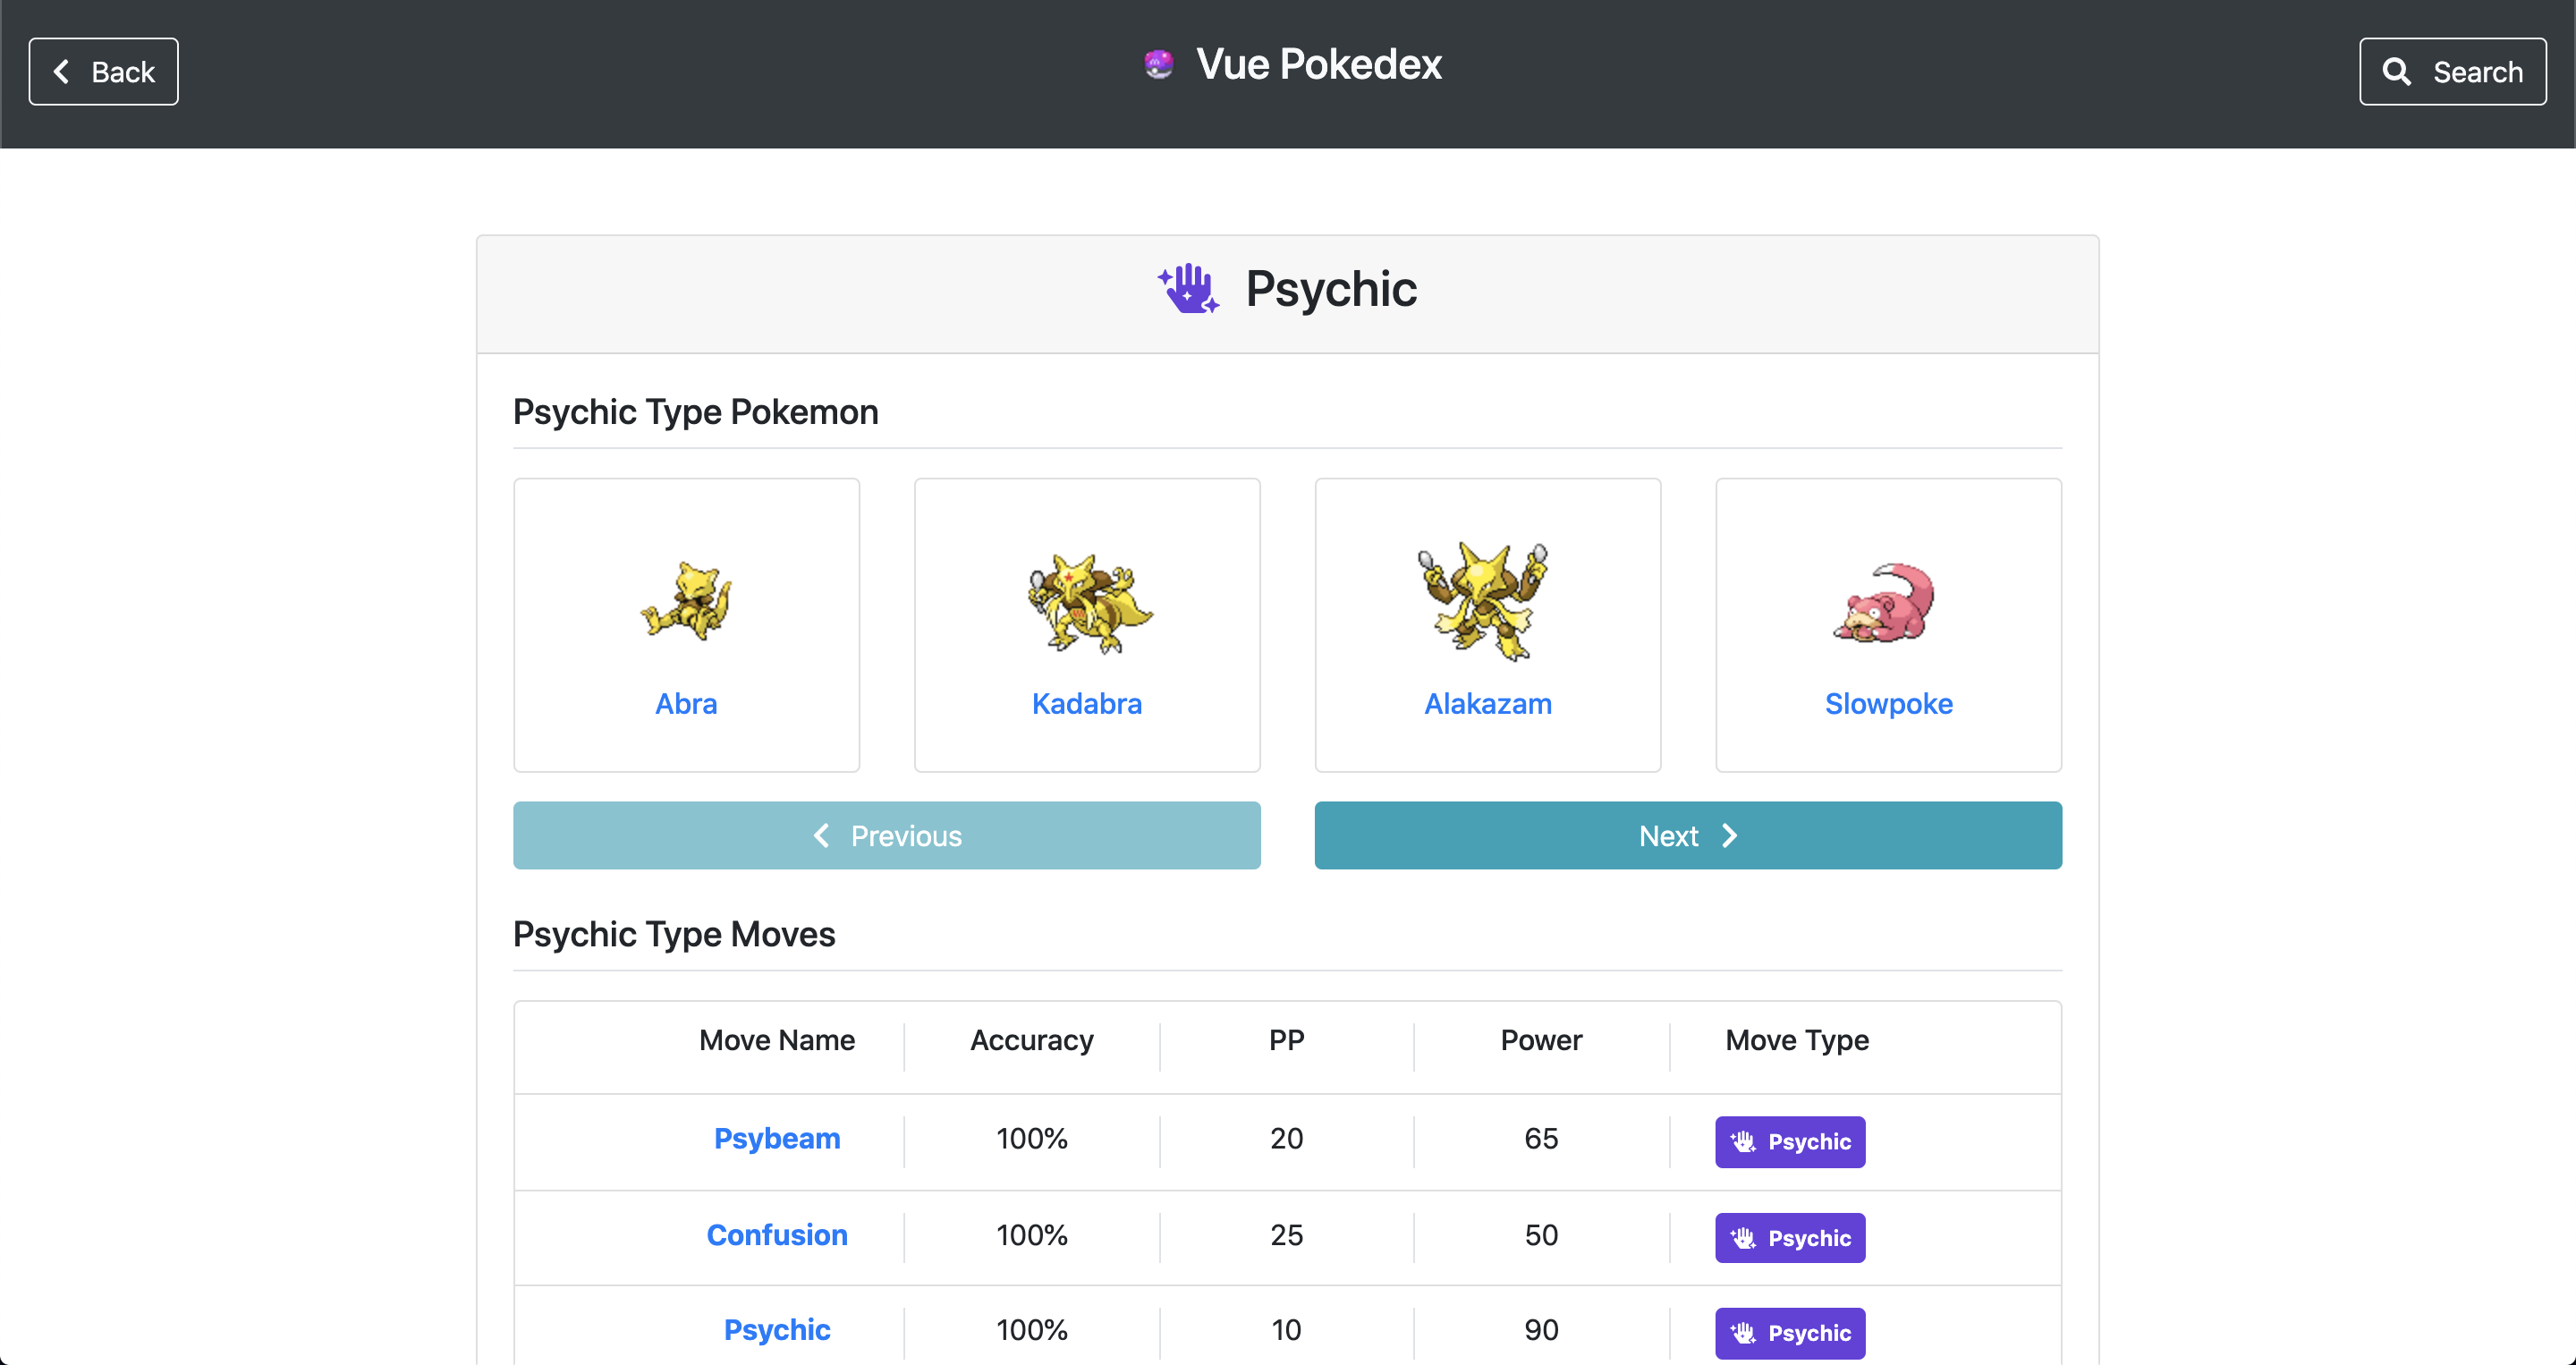 Back
Vue Pokedex
Search
Psychic
Psychic Type Pokemon
Abra Kadabra Alakazam Slowpoke
Previous Next
Psychic Type Moves
Move Name Accuracy PP Power Move Type
Psybeam 100% 20 65 Psychic
Confusion 100% 25 50 Psychic
Psychic 100% 10 90 Psychic